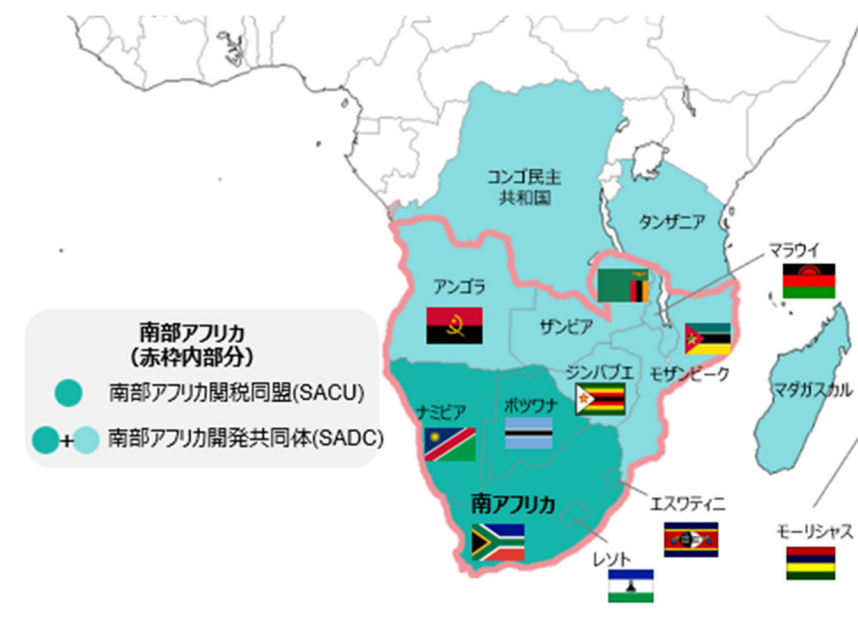 コンゴ民主
共和国
タンザニア
マラウイ
アンゴラ
ザンビア
南部アフリカ
（赤枠内部分）
南部アフリカ関税同盟(SACU)
+ 南部アフリカ開発共同体(SADC)
ジンバブエ
モザンビーク
マダガスカル
ナミビア
ボツワナ
南アフリカ
エスワティニ
モーリシャス
レソト